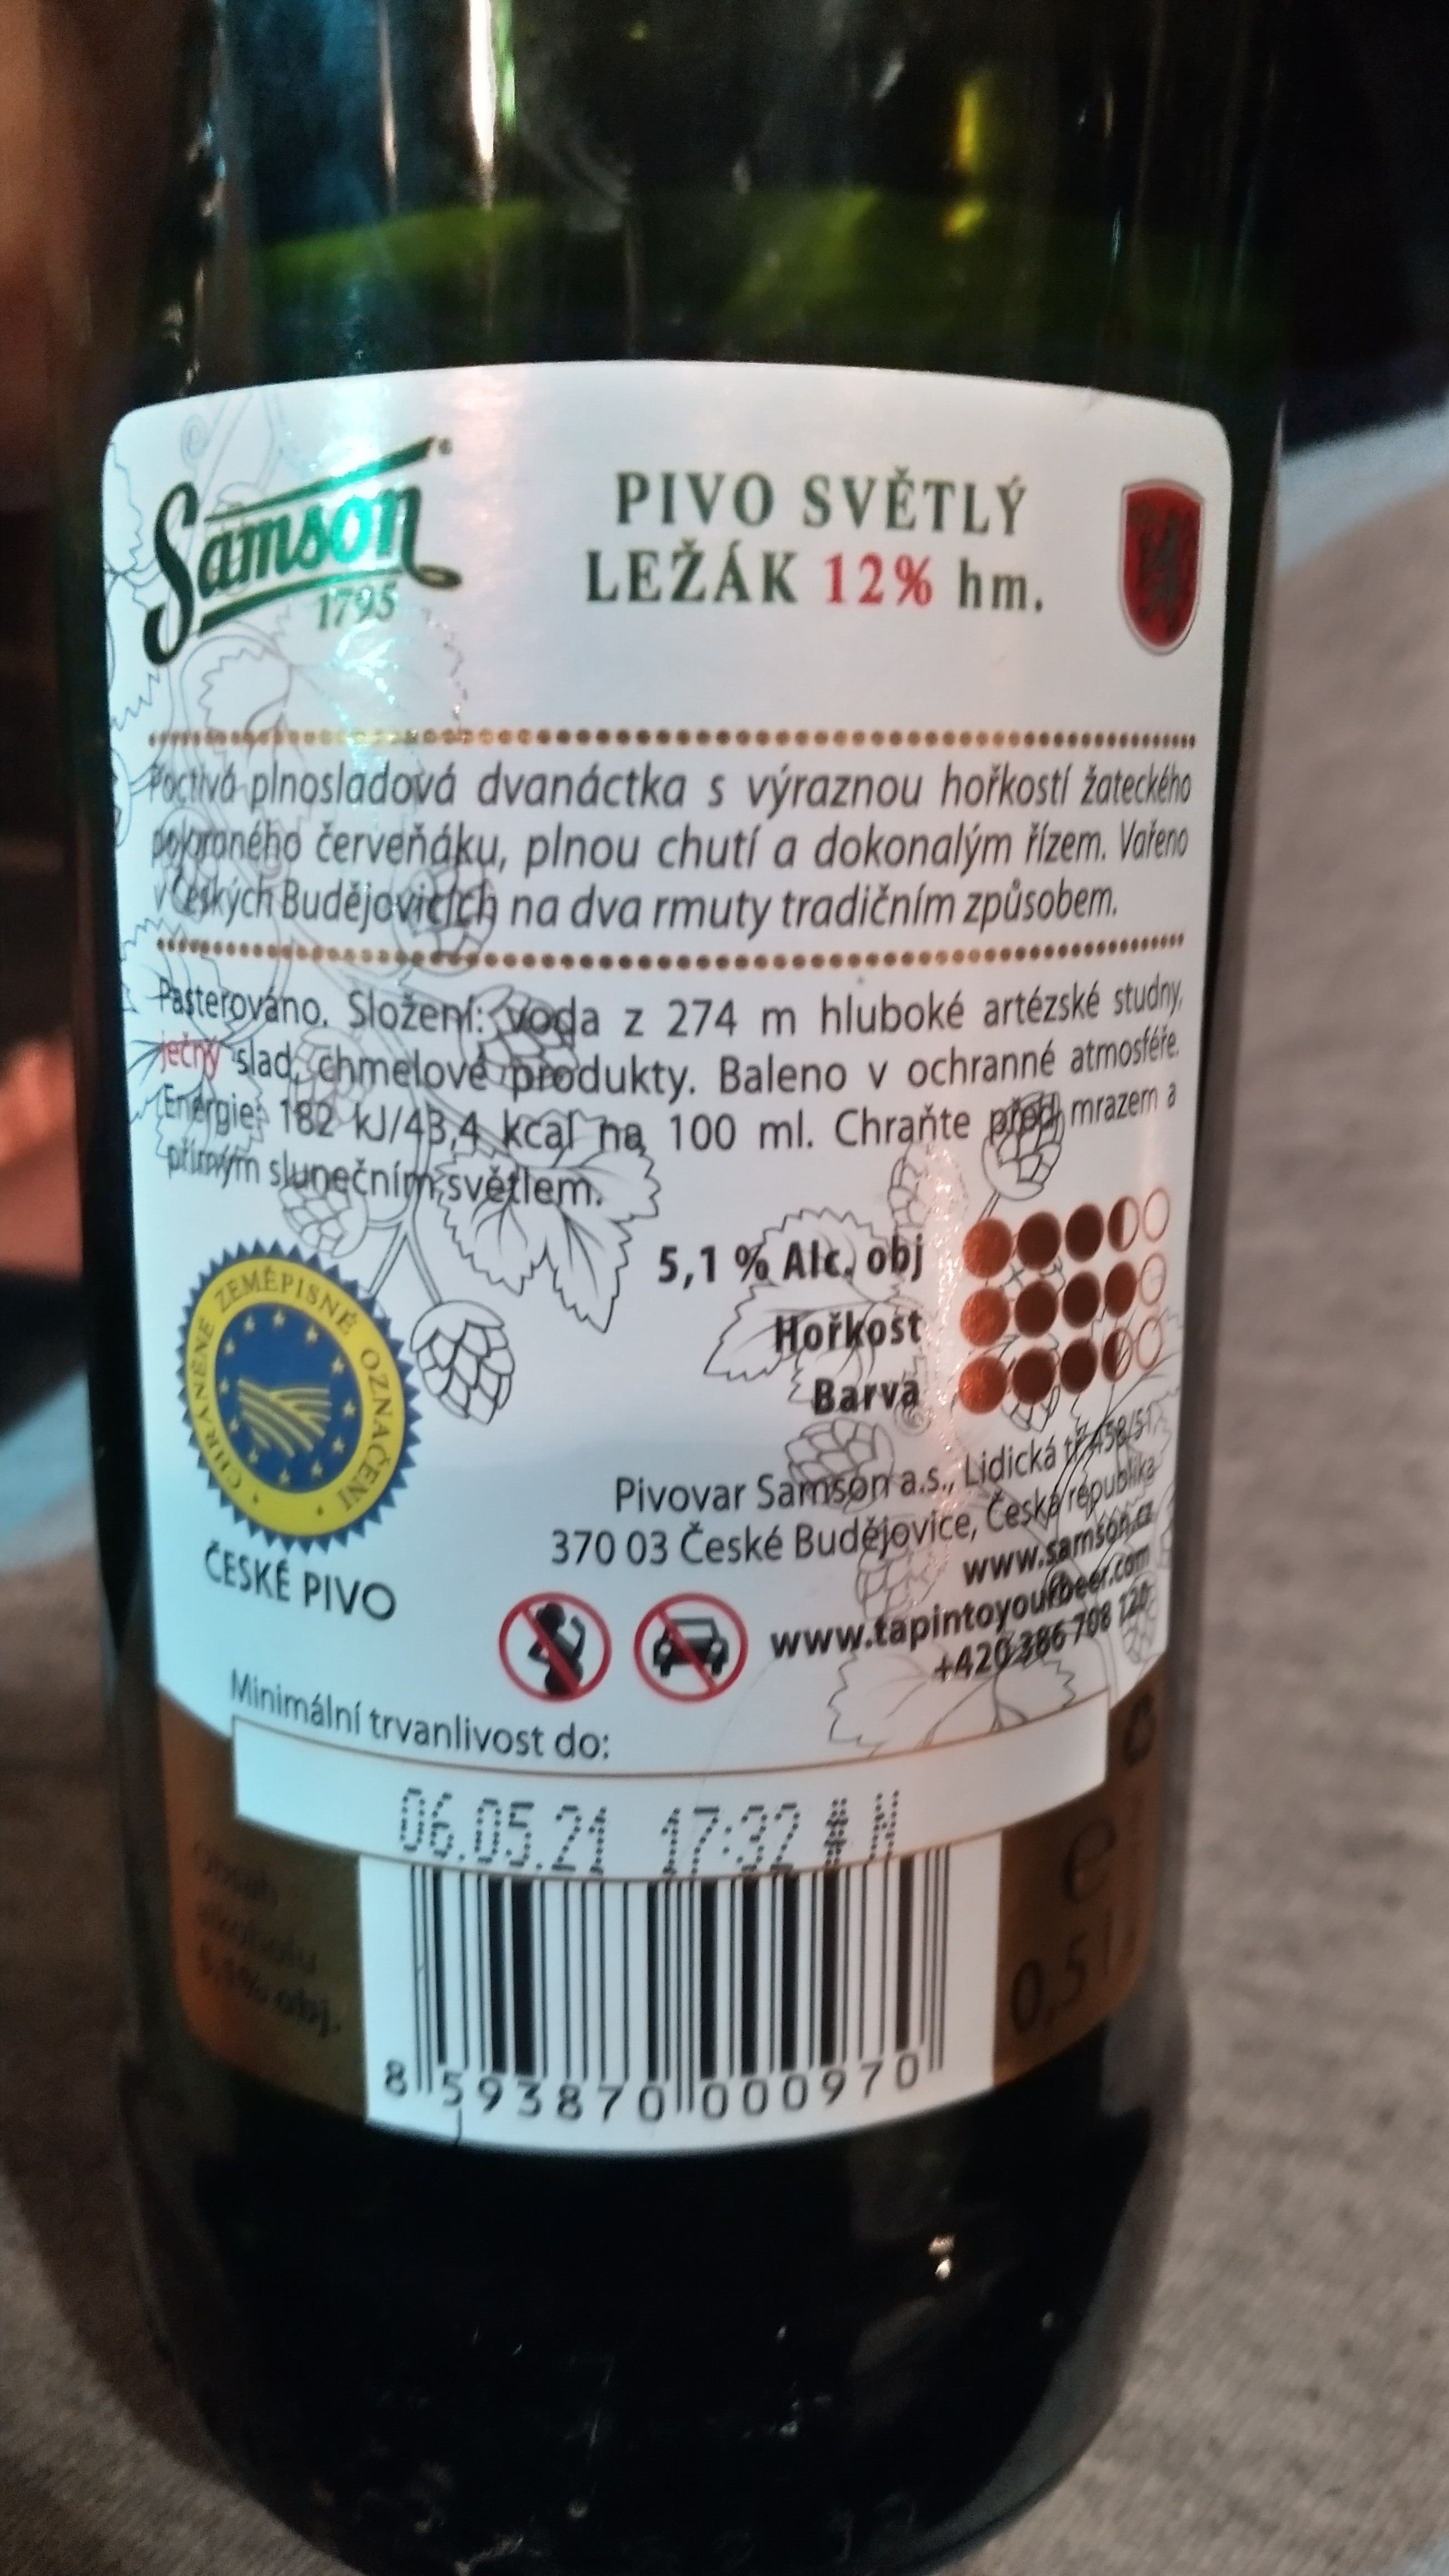 Samson
1795
PIVO SVĚTLÝ
LEŽÁK 12% hm.
Poctivá plnosladová dvanáctka s výraznou hořkostí žateckého
poloraného červeňáku, plnou chutí a dokonalým řízem. Vařeno
v Českých Budějovicích na dva rmuty tradičním způsobem.
Pasterováno. Složení: voda z 274 m hluboké artézské studny,
ječný slad, chmelové produkty. Baleno v ochranné atmosféře.
Energie: 182 kJ/43,4 kcal na 100 ml. Chraňte před mrazem a
přímým slunečním světlem.
5,1 % Alc. obj
Hořkost
Barva
CHRÁNĚNÉ ZEMĚPISNÉ OZNAČENÍ
ČESKÉ PIVO
Pivovar Samson a.s., Lidická tř. 458/51,
370 03 České Budějovice, Česká republika
www.samson.cz
www.tapintoyourbeer.com
+420 386 708 120
Minimální trvanlivost do:
06.05.21 17:32 N
Obsah
alkoholu
5,1% obj.
e
0,5 l
8 593870 000970